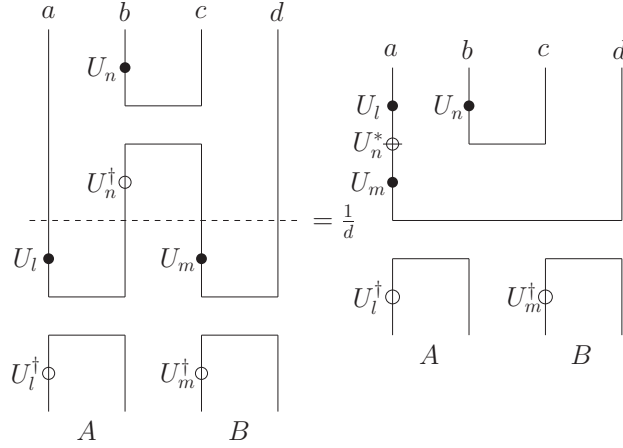 a b c d
U_n
U_n^†
U_l U_m
U_l^† U_m^†
A B
= 1/d
a b c d
U_l U_n
U_n^*
U_m
U_l^† U_m^†
A B